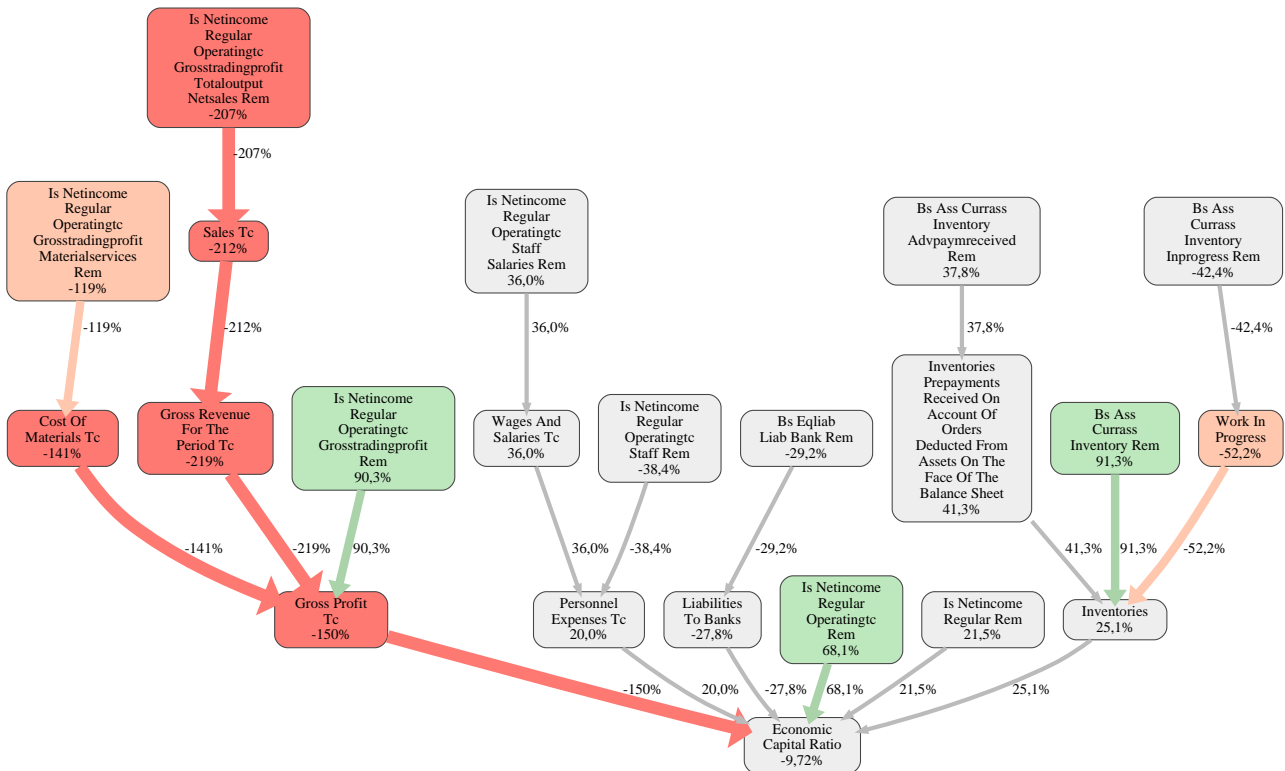 Is Netincome
Regular
Operatingtc
Grosstradingprofit
Totaloutput
Netsales Rem
-207%
-207%
Is Netincome
Regular
Operatingtc
Grosstradingprofit
Materialservices
Rem
-119%
Sales Tc
-212%
Is Netincome
Regular
Operatingtc
Staff
Salaries Rem
36,0%
Bs Ass Currass
Inventory
Advpaymreceived
Rem
37,8%
Bs Ass
Currass
Inventory
Inprogress Rem
-42,4%
-119%
-212%
36,0%
37,8%
-42,4%
Cost Of
Materials Tc
-141%
Gross Revenue
For The
Period Tc
-219%
Is Netincome
Regular
Operatingtc
Grosstradingprofit
Rem
90,3%
Wages And
Salaries Tc
36,0%
Is Netincome
Regular
Operatingtc
Staff Rem
-38,4%
Bs Eqliab
Liab Bank Rem
-29,2%
Inventories
Prepayments
Received On
Account Of
Orders
Deducted From
Assets On The
Face Of The
Balance Sheet
41,3%
Bs Ass
Currass
Inventory Rem
91,3%
Work In
Progress
-52,2%
-141%
-219%
90,3%
36,0%
-38,4%
-29,2%
41,3%
91,3%
-52,2%
Gross Profit
Tc
-150%
Personnel
Expenses Tc
20,0%
Liabilities
To Banks
-27,8%
Is Netincome
Regular
Operatingtc
Rem
68,1%
Is Netincome
Regular Rem
21,5%
Inventories
25,1%
-150%
20,0%
-27,8%
68,1%
21,5%
25,1%
Economic
Capital Ratio
-9,72%